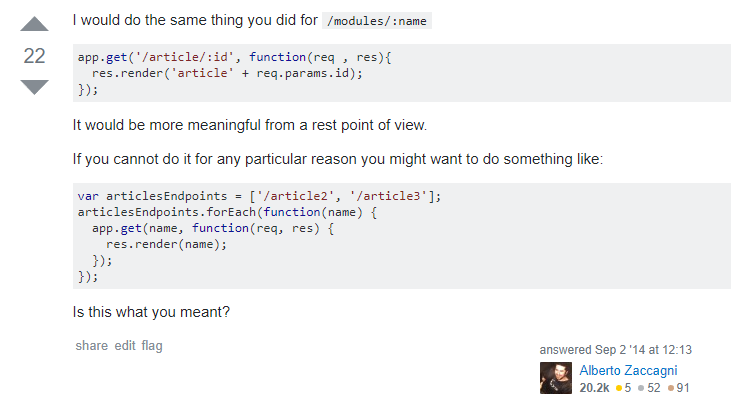 I would do the same thing you did for /modules/:name
22
app.get('/article/:id', function(req , res){
  res.render('article' + req.params.id);
});
It would be more meaningful from a rest point of view.
If you cannot do it for any particular reason you might want to do something like:
var articlesEndpoints = ['/article2', '/article3'];
articlesEndpoints.forEach(function(name) {
  app.get(name, function(req, res) {
    res.render(name);
  });
});
Is this what you meant?
share edit flag
answered Sep 2 '14 at 12:13
Alberto Zaccagni
20.2k ●5 ●52 ●91